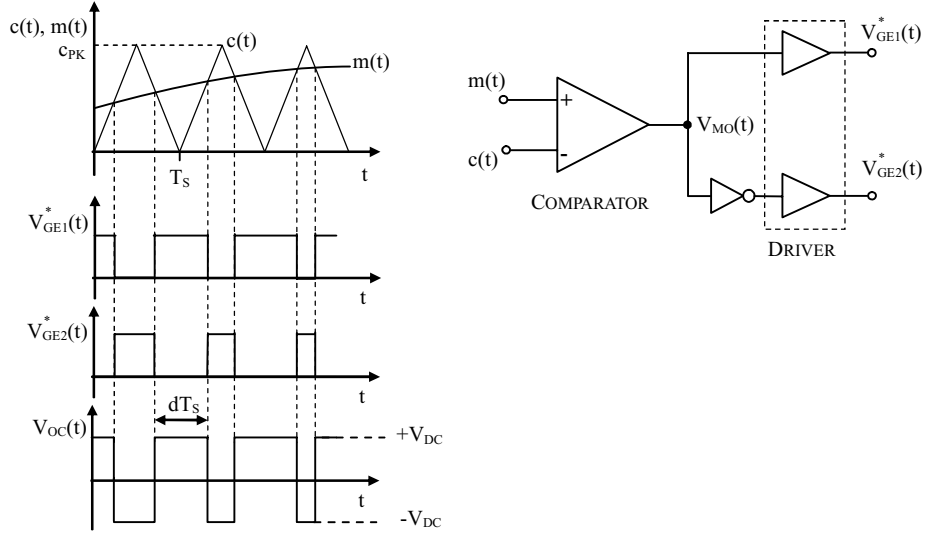 c(t), m(t)
c_PK
c(t)
m(t)
T_S
t
V*_GE1(t)
t
V*_GE2(t)
t
dT_S
V_OC(t)
+V_DC
t
-V_DC
m(t)
+
c(t)
-
COMPARATOR
V_MO(t)
V*_GE1(t)
V*_GE2(t)
DRIVER